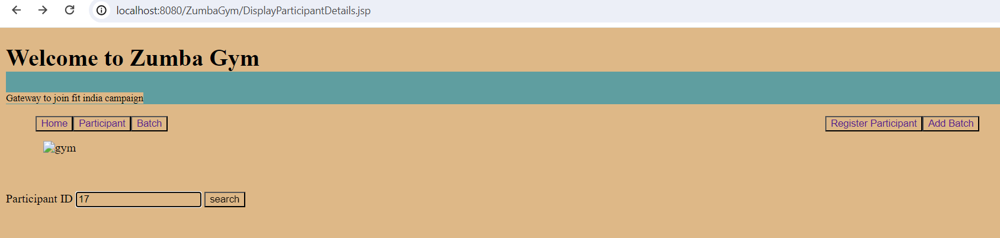 localhost:8080/ZumbaGym/DisplayParticipantDetails.jsp
Welcome to Zumba Gym
Gateway to join fit india campaign
Home Participant Batch Register Participant Add Batch
gym
Participant ID 17 search